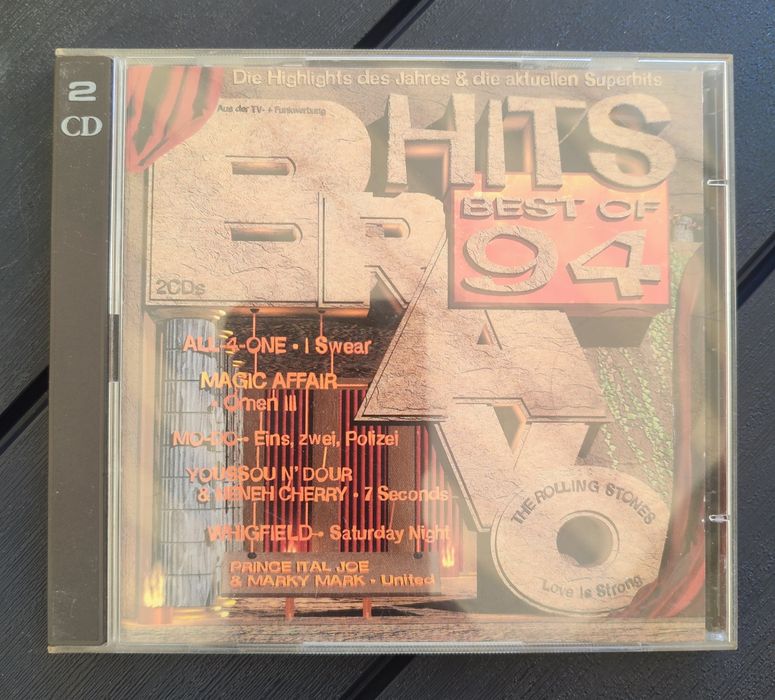 2
CD
Die Highlights des Jahres & die aktuellen Superhits
Aus der TV- + Funkwerbung
BRAVO
HITS
BEST OF
94
2CDs
ALL-4-ONE • I Swear
MAGIC AFFAIR
• Omen III
MO-DO • Eins, zwei, Polizei
YOUSSOU N' DOUR
& NENEH CHERRY • 7 Seconds
WHIGFIELD • Saturday Night
PRINCE ITAL JOE
& MARKY MARK • United
THE ROLLING STONES
Love Is Strong